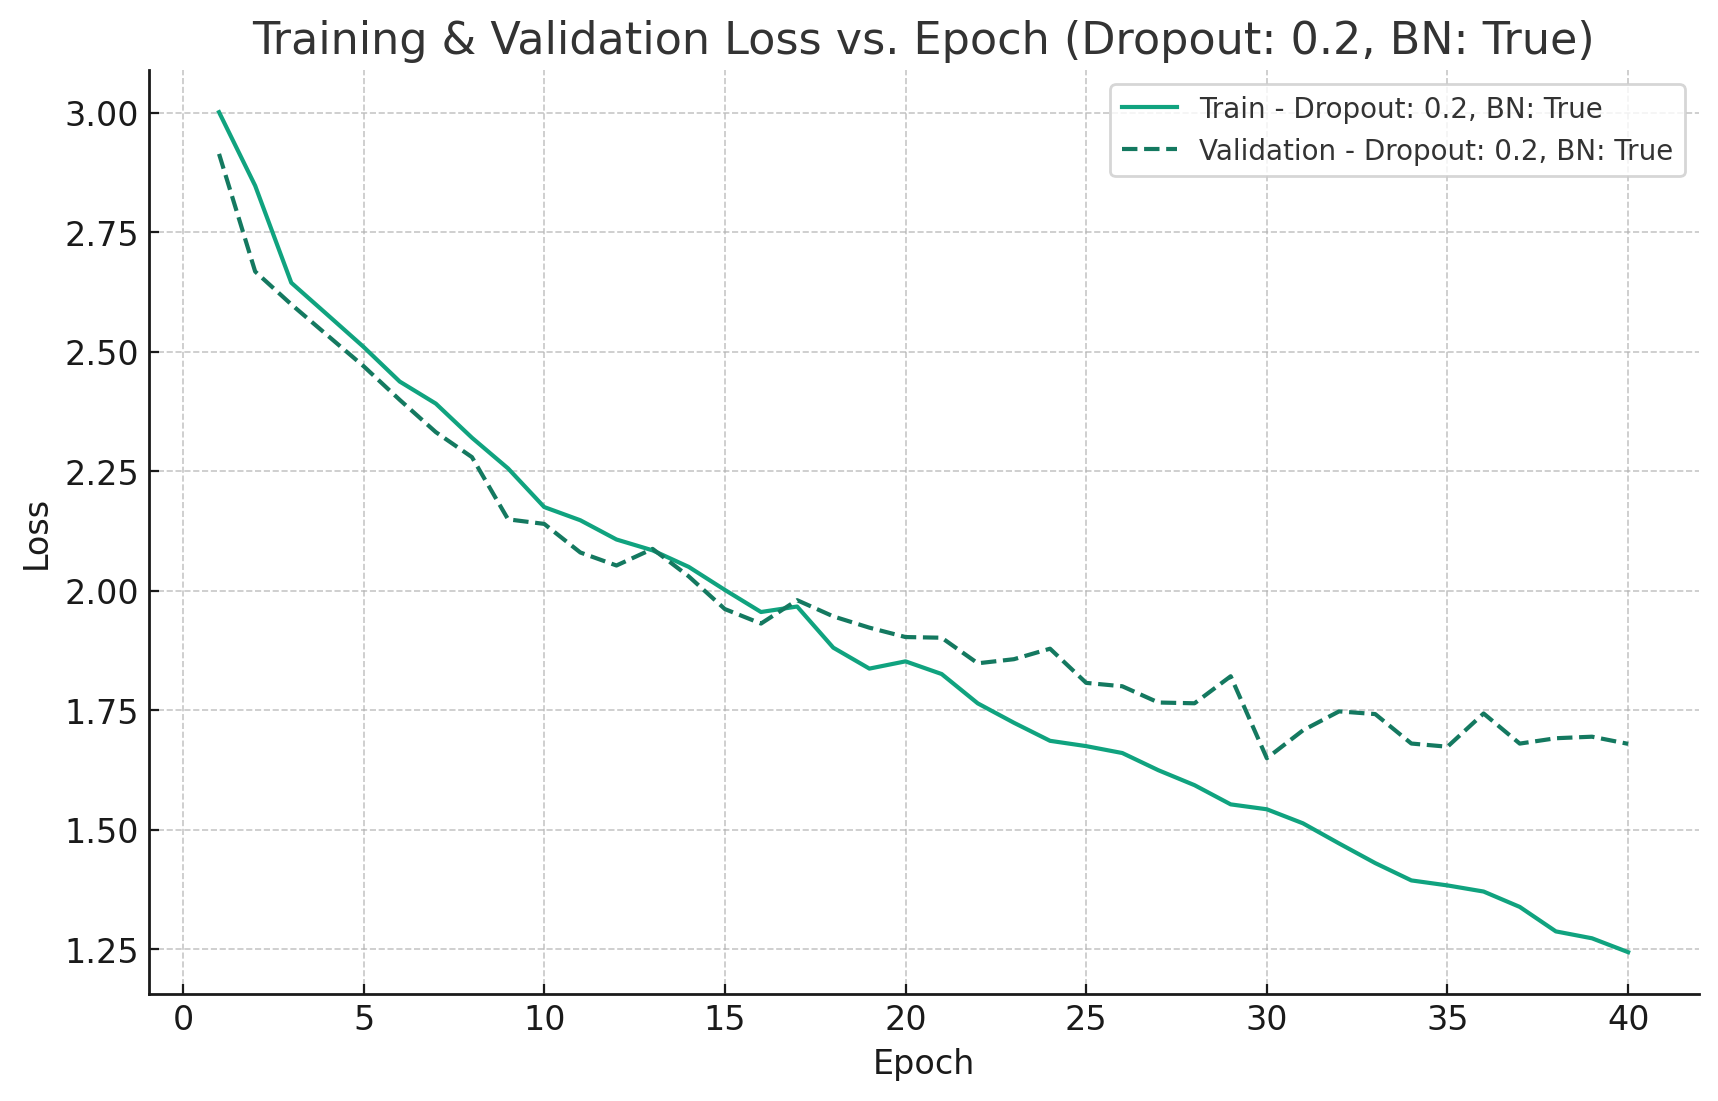 Training & Validation Loss vs. Epoch (Dropout: 0.2, BN: True)
Train - Dropout: 0.2, BN: True
Validation - Dropout: 0.2, BN: True
3.00
2.75
2.50
2.25
2.00
1.75
1.50
1.25
Loss
0 5 10 15 20 25 30 35 40
Epoch